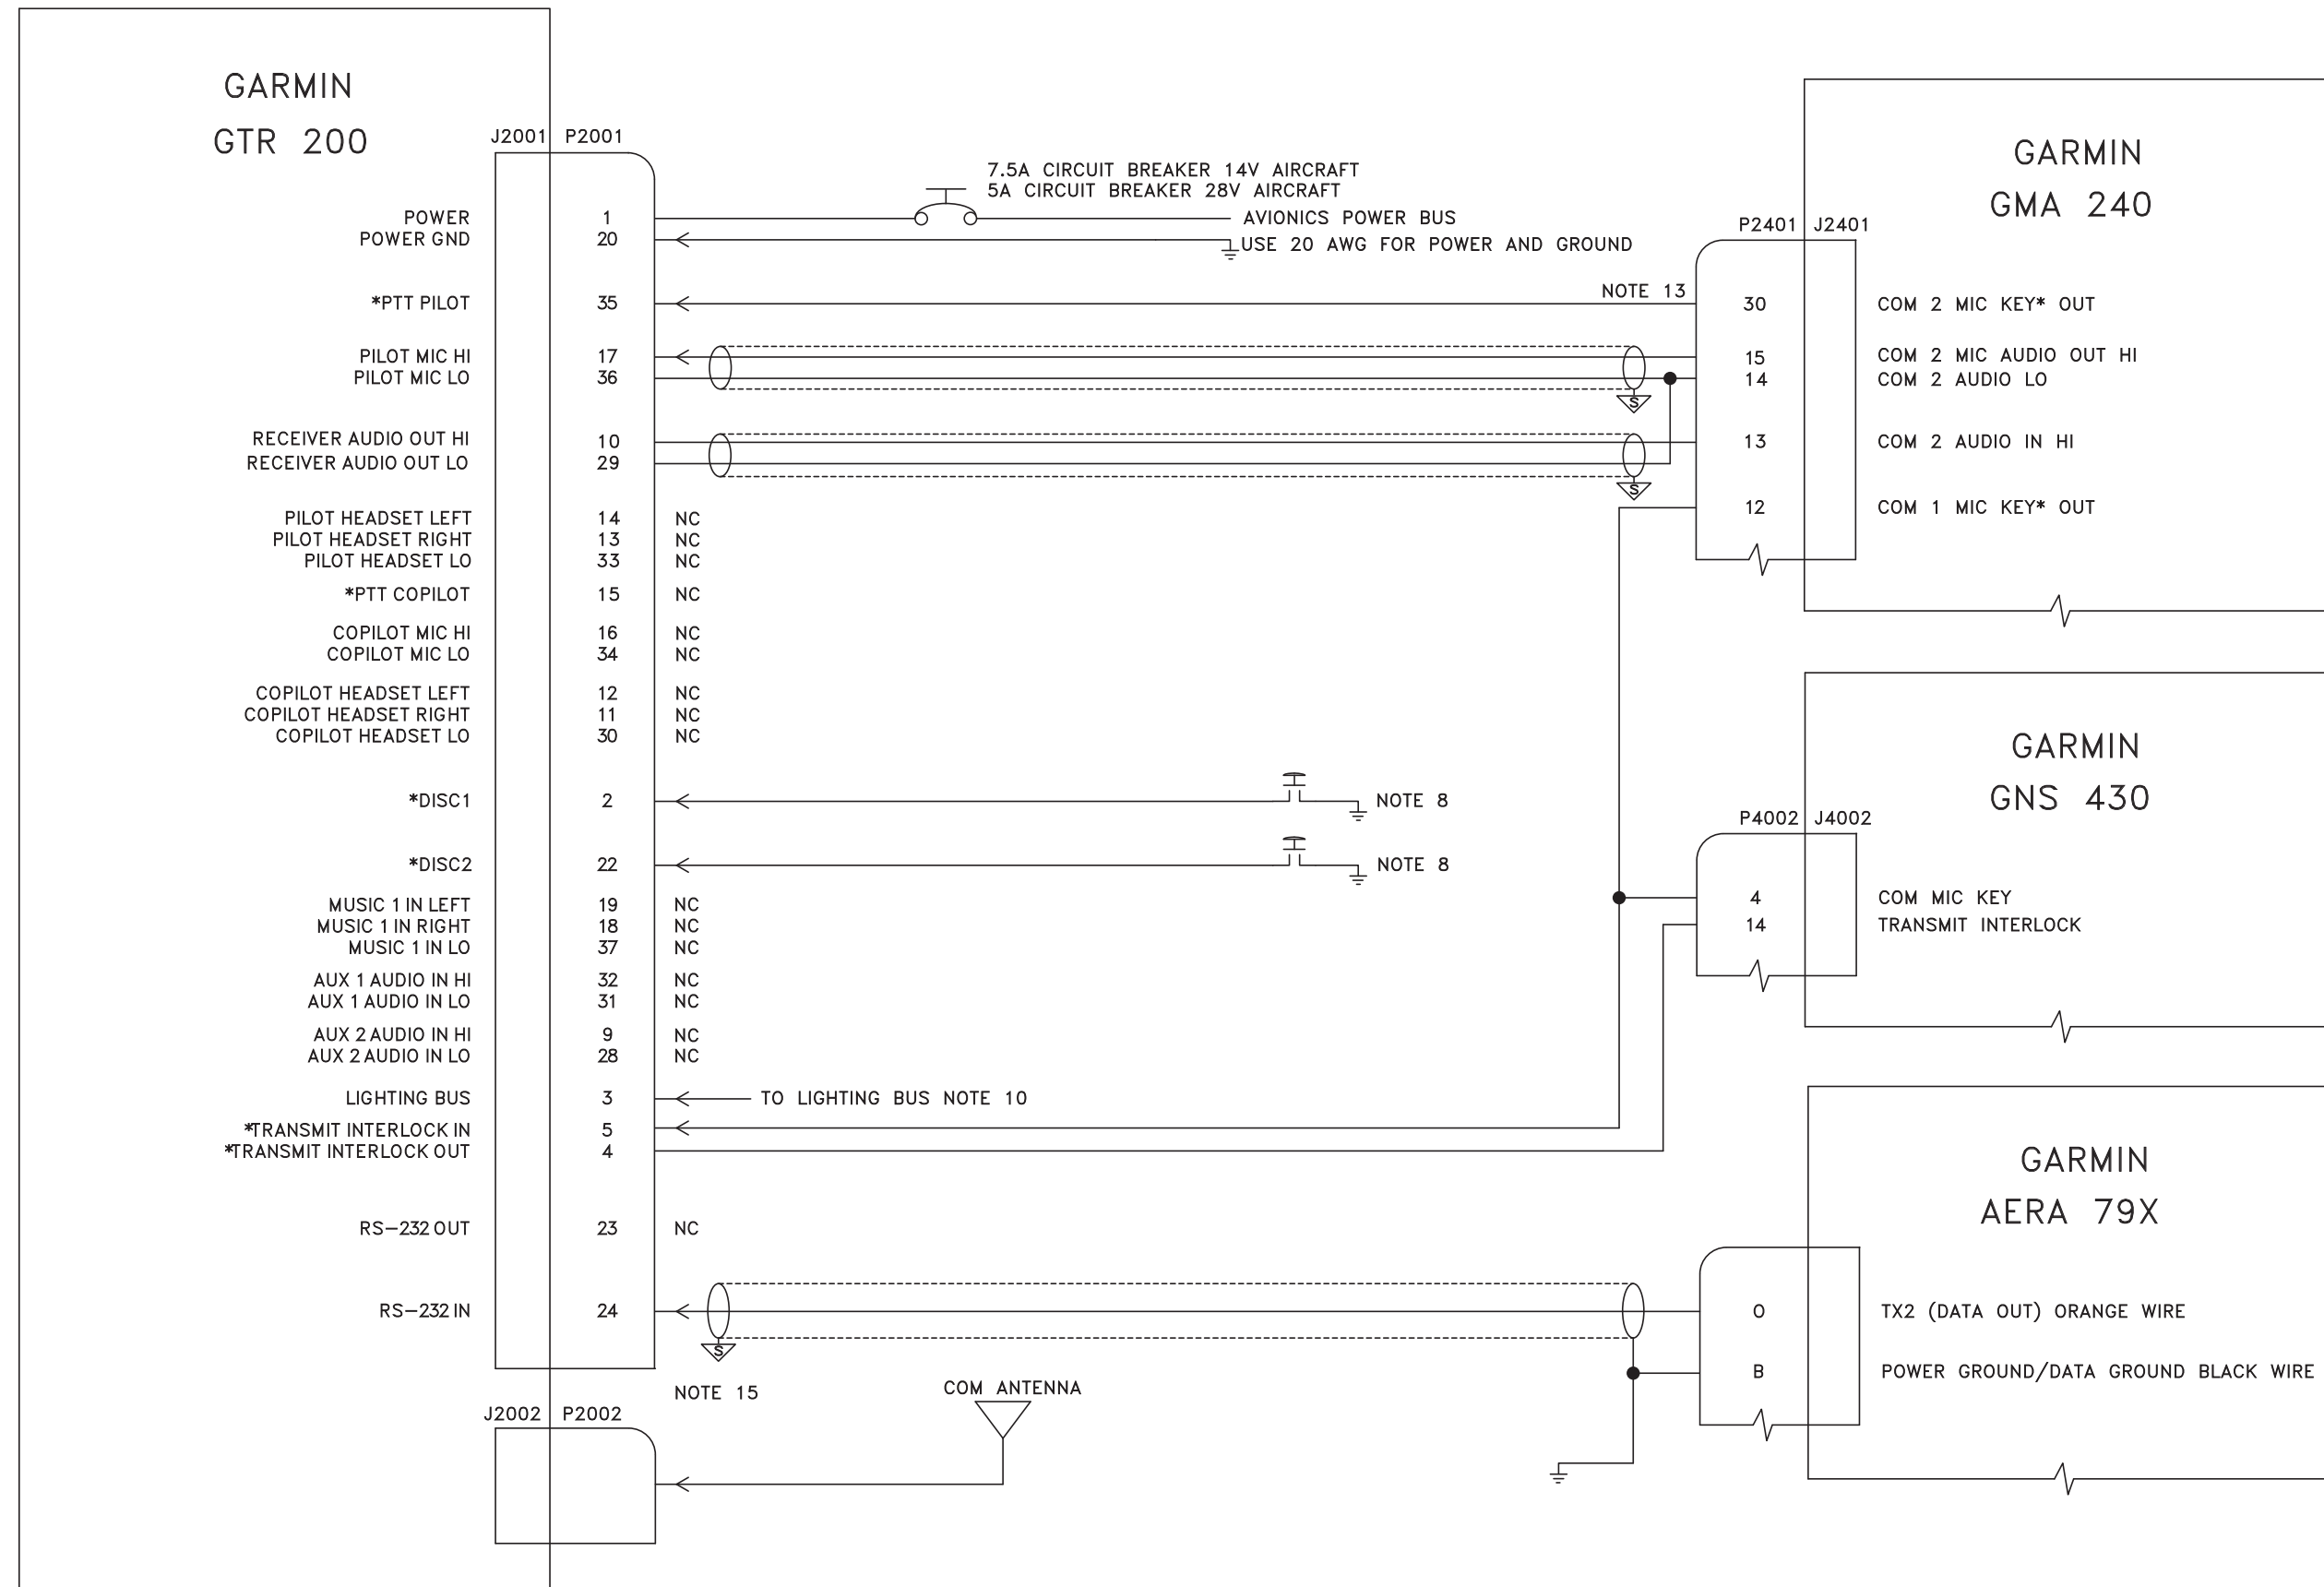 GARMIN
GTR 200
J2001 P2001
7.5A CIRCUIT BREAKER 14V AIRCRAFT
5A CIRCUIT BREAKER 28V AIRCRAFT
POWER 1 AVIONICS POWER BUS
POWER GND 20 USE 20 AWG FOR POWER AND GROUND
*PTT PILOT 35 NOTE 13
PILOT MIC HI 17
PILOT MIC LO 36
S
RECEIVER AUDIO OUT HI 10
RECEIVER AUDIO OUT LO 29
S
PILOT HEADSET LEFT 14 NC
PILOT HEADSET RIGHT 13 NC
PILOT HEADSET LO 33 NC
*PTT COPILOT 15 NC
COPILOT MIC HI 16 NC
COPILOT MIC LO 34 NC
COPILOT HEADSET LEFT 12 NC
COPILOT HEADSET RIGHT 11 NC
COPILOT HEADSET LO 30 NC
*DISC1 2 NOTE 8
*DISC2 22 NOTE 8
MUSIC 1 IN LEFT 19 NC
MUSIC 1 IN RIGHT 18 NC
MUSIC 1 IN LO 37 NC
AUX 1 AUDIO IN HI 32 NC
AUX 1 AUDIO IN LO 31 NC
AUX 2 AUDIO IN HI 9 NC
AUX 2 AUDIO IN LO 28 NC
LIGHTING BUS 3 TO LIGHTING BUS NOTE 10
*TRANSMIT INTERLOCK IN 5
*TRANSMIT INTERLOCK OUT 4
RS-232 OUT 23 NC
RS-232 IN 24
S
NOTE 15
COM ANTENNA
J2002 P2002
GARMIN
GMA 240
P2401 J2401
30 COM 2 MIC KEY* OUT
15 COM 2 MIC AUDIO OUT HI
14 COM 2 AUDIO LO
13 COM 2 AUDIO IN HI
12 COM 1 MIC KEY* OUT
GARMIN
GNS 430
P4002 J4002
4 COM MIC KEY
14 TRANSMIT INTERLOCK
GARMIN
AERA 79X
O TX2 (DATA OUT) ORANGE WIRE
B POWER GROUND/DATA GROUND BLACK WIRE